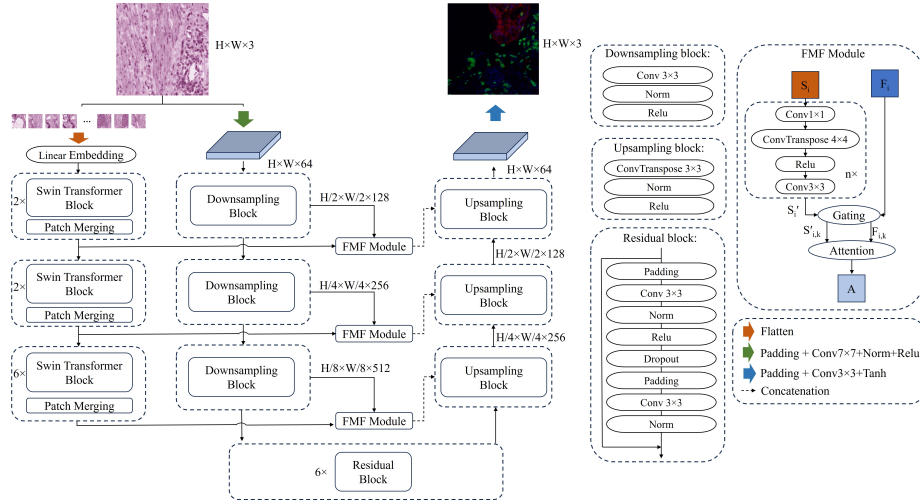 H×W×3
...
Linear Embedding
2×
Swin Transformer
Block
Patch Merging
2×
Swin Transformer
Block
Patch Merging
6×
Swin Transformer
Block
Patch Merging
H×W×64
Downsampling
Block
H/2×W/2×128
FMF Module
Downsampling
Block
H/4×W/4×256
FMF Module
Downsampling
Block
H/8×W/8×512
FMF Module
6×
Residual
Block
H×W×3
H×W×64
Upsampling
Block
H/2×W/2×128
Upsampling
Block
H/4×W/4×256
Upsampling
Block
Downsampling block:
Conv 3×3
Norm
Relu
Upsampling block:
ConvTranspose 3×3
Norm
Relu
Residual block:
Padding
Conv 3×3
Norm
Relu
Dropout
Padding
Conv 3×3
Norm
FMF Module
S_i
F_i
Conv1×1
ConvTranspose 4×4
Relu
Conv3×3
n×
S_i′
Gating
S′_i,k
F_i,k
Attention
A
Flatten
Padding + Conv7×7+Norm+Relu
Padding + Conv3×3+Tanh
Concatenation